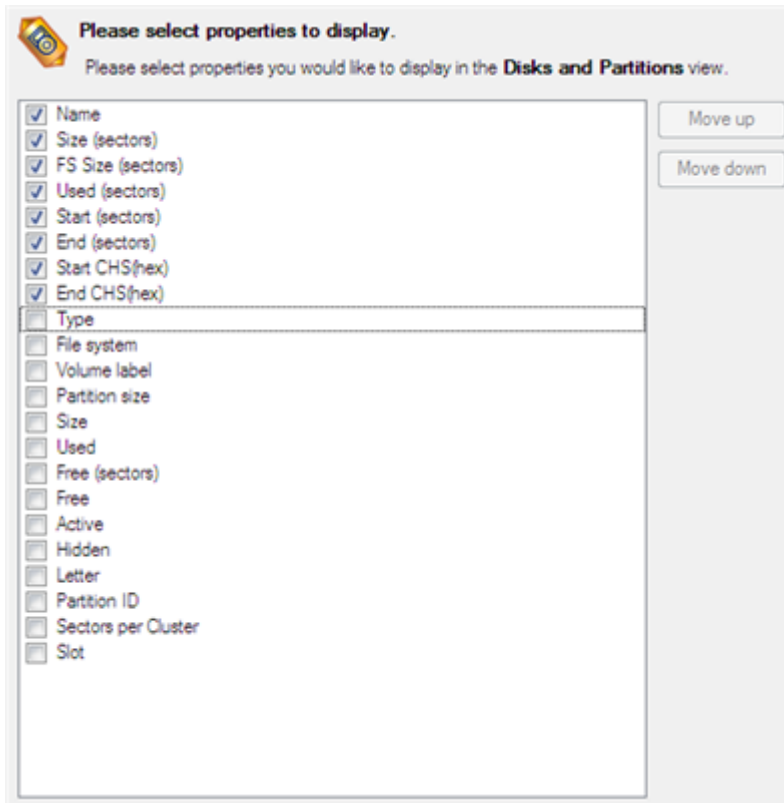 Please select properties to display.
Please select properties you would like to display in the Disks and Partitions view.
Name
Size (sectors)
FS Size (sectors)
Used (sectors)
Start (sectors)
End (sectors)
Start CHS(hex)
End CHS(hex)
Type
File system
Volume label
Partition size
Size
Used
Free (sectors)
Free
Active
Hidden
Letter
Partition ID
Sectors per Cluster
Slot
Move up
Move down